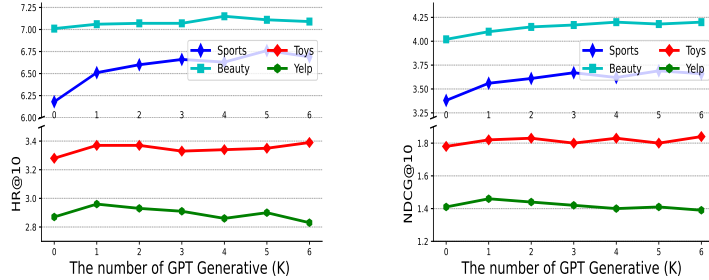 7.25
7.00
6.75
6.50
6.25
6.00
Sports
Toys
Beauty
Yelp
0 1 2 3 4 5 6
3.4
3.2
3.0
2.8
HR@10
0 1 2 3 4 5 6
The number of GPT Generative (K)
4.25
4.00
3.75
3.50
3.25
Sports
Toys
Beauty
Yelp
0 1 2 3 4 5 6
1.8
1.6
1.4
1.2
NDCG@10
0 1 2 3 4 5 6
The number of GPT Generative (K)